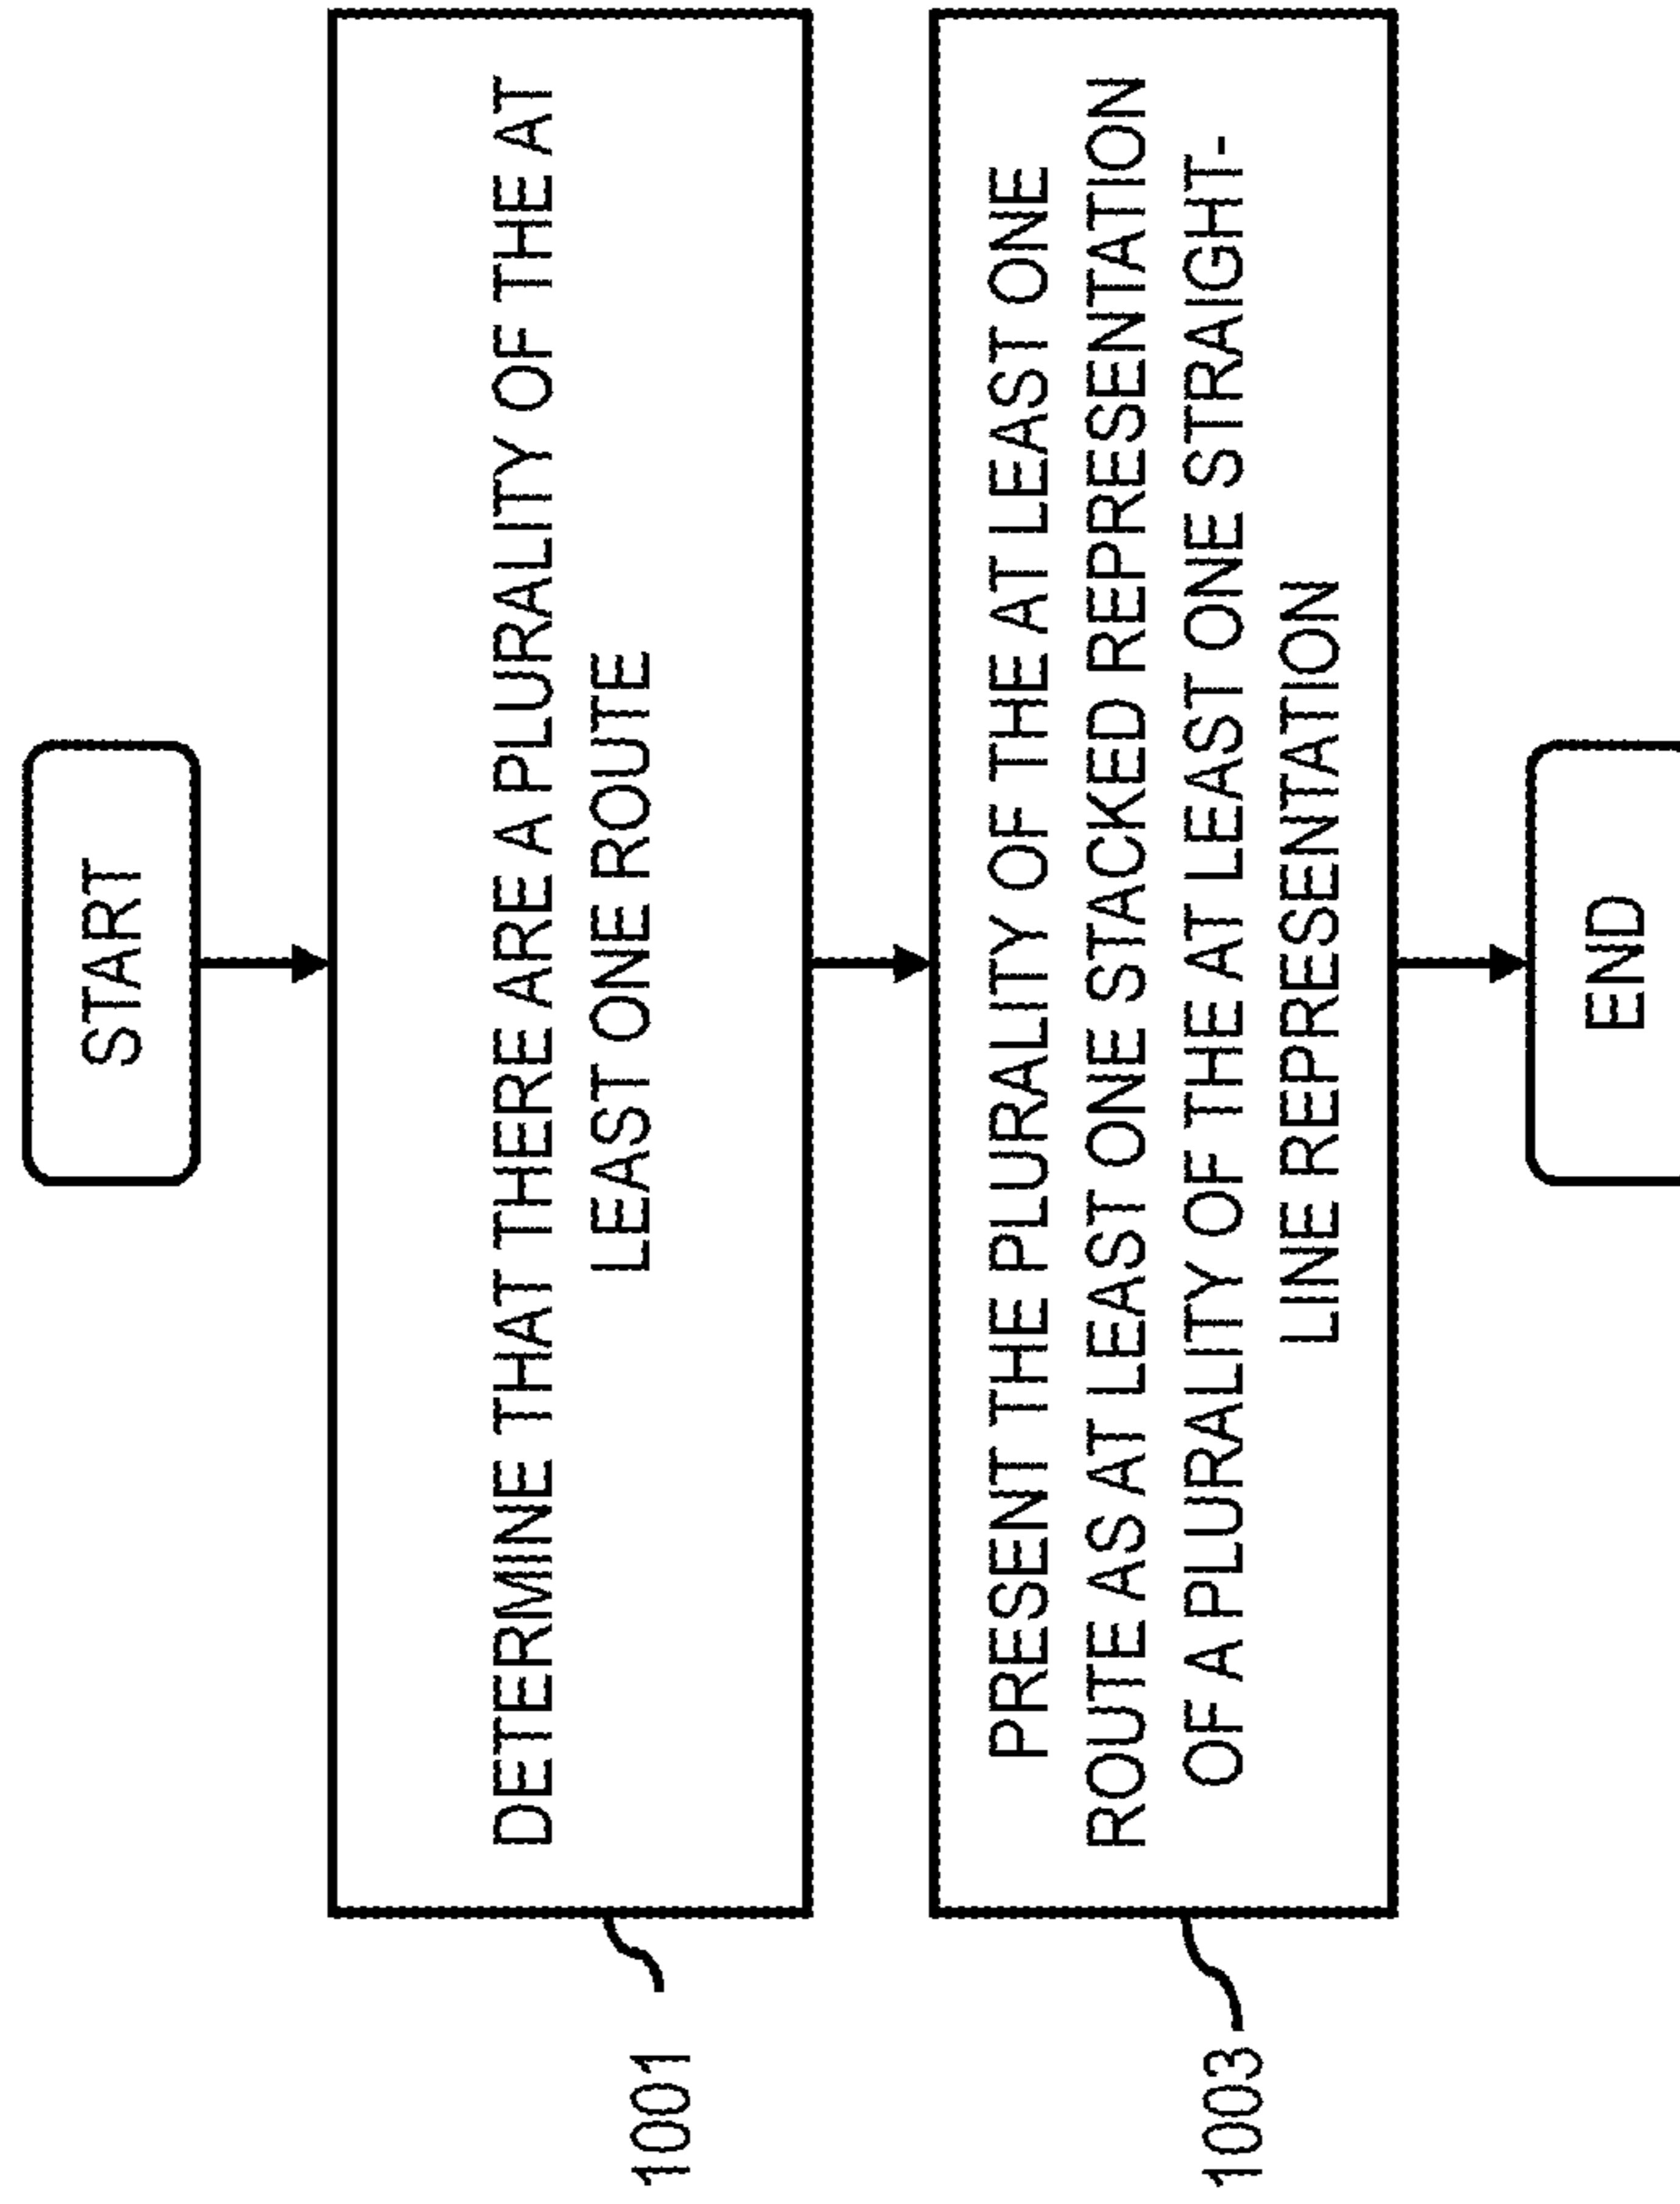 START
DETERMINE THAT THERE ARE A PLURALITY OF THE AT
LEAST ONE ROUTE
1001
PRESENT THE PLURALITY OF THE AT LEAST ONE
ROUTE AS AT LEAST ONE STACKED REPRESENTATION
OF A PLURALITY OF THE AT LEAST ONE STRAIGHT-
LINE REPRESENTATION
1003
END